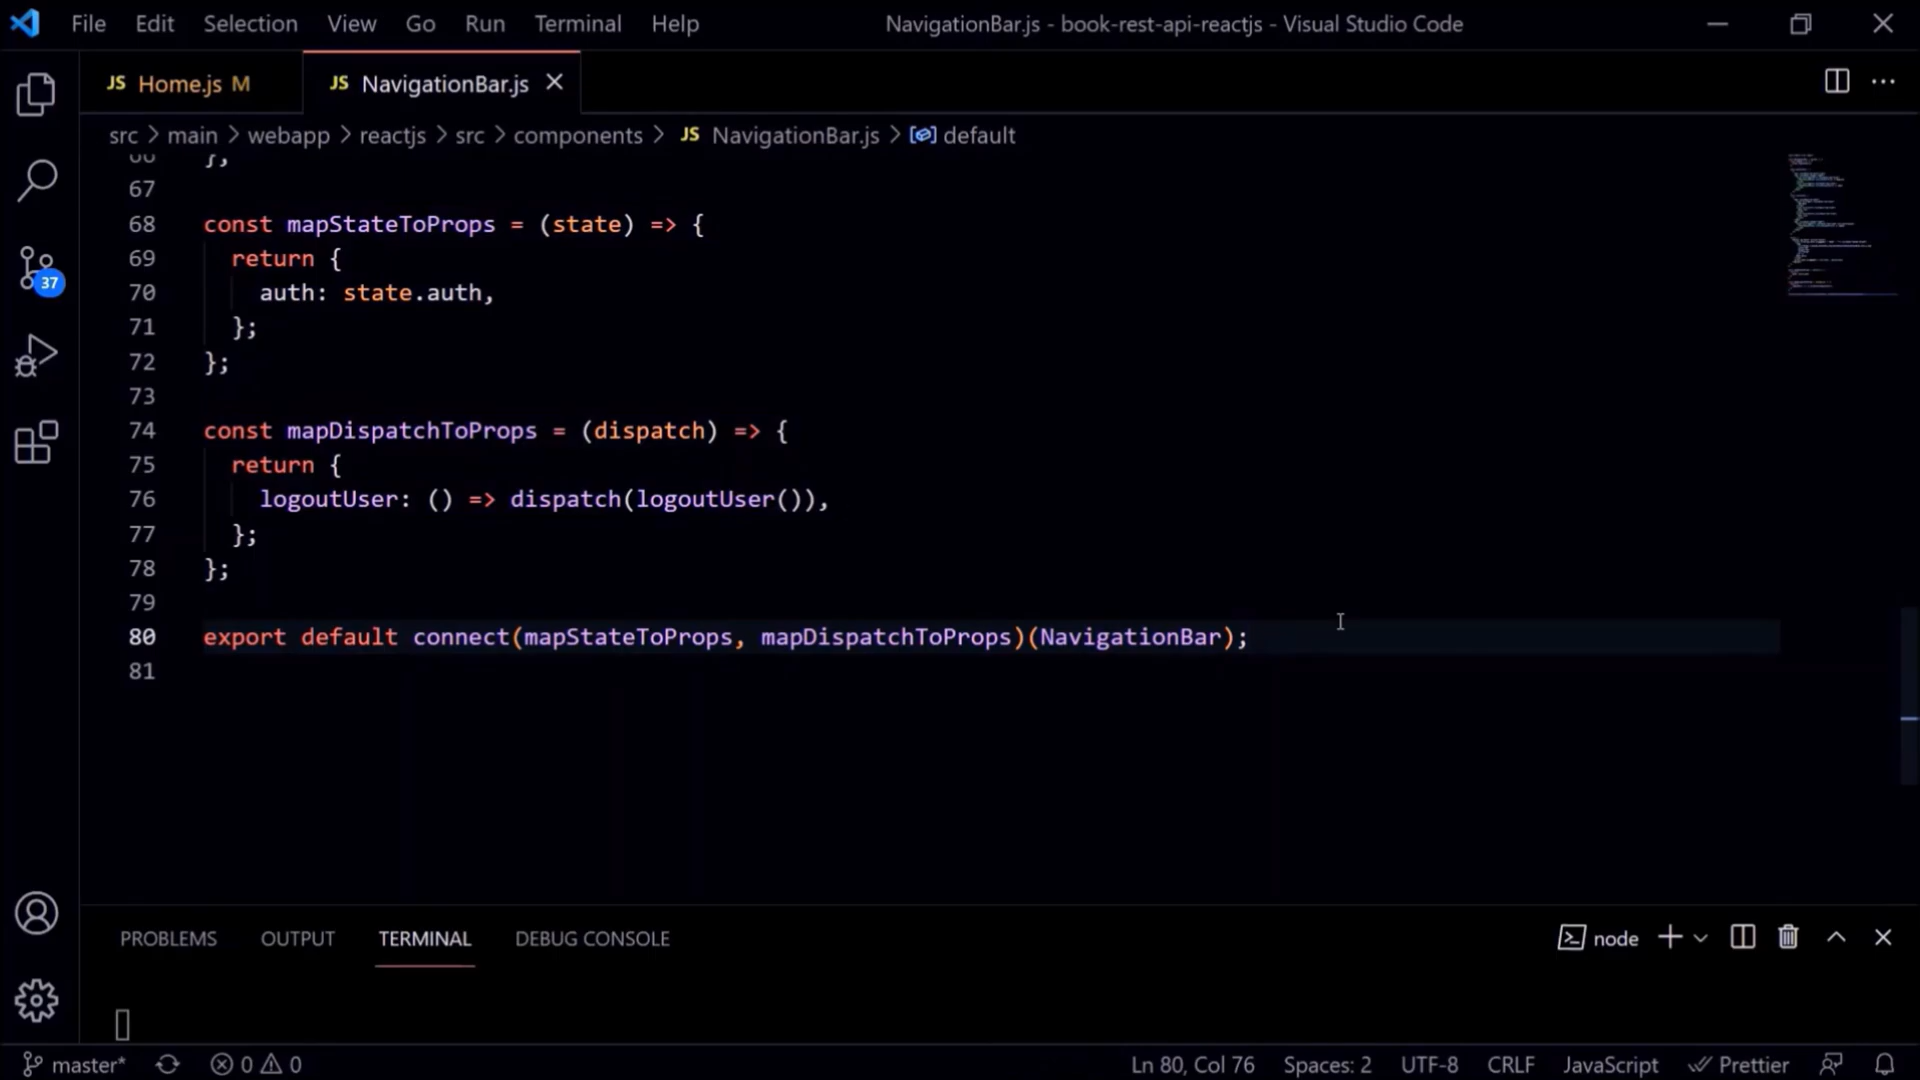 File Edit Selection View Go Run Terminal Help NavigationBar.js - book-rest-api-reactjs - Visual Studio Code
JS Home.js M JS NavigationBar.js
src > main > webapp > reactjs > src > components > JS NavigationBar.js > default
66 };
67
68 const mapStateToProps = (state) => {
69 return {
70 auth: state.auth,
71 };
72 };
73
74 const mapDispatchToProps = (dispatch) => {
75 return {
76 logoutUser: () => dispatch(logoutUser()),
77 };
78 };
79
80 export default connect(mapStateToProps, mapDispatchToProps)(NavigationBar);
81
37
PROBLEMS OUTPUT TERMINAL DEBUG CONSOLE node
master* 0 0 Ln 80, Col 76 Spaces: 2 UTF-8 CRLF JavaScript Prettier